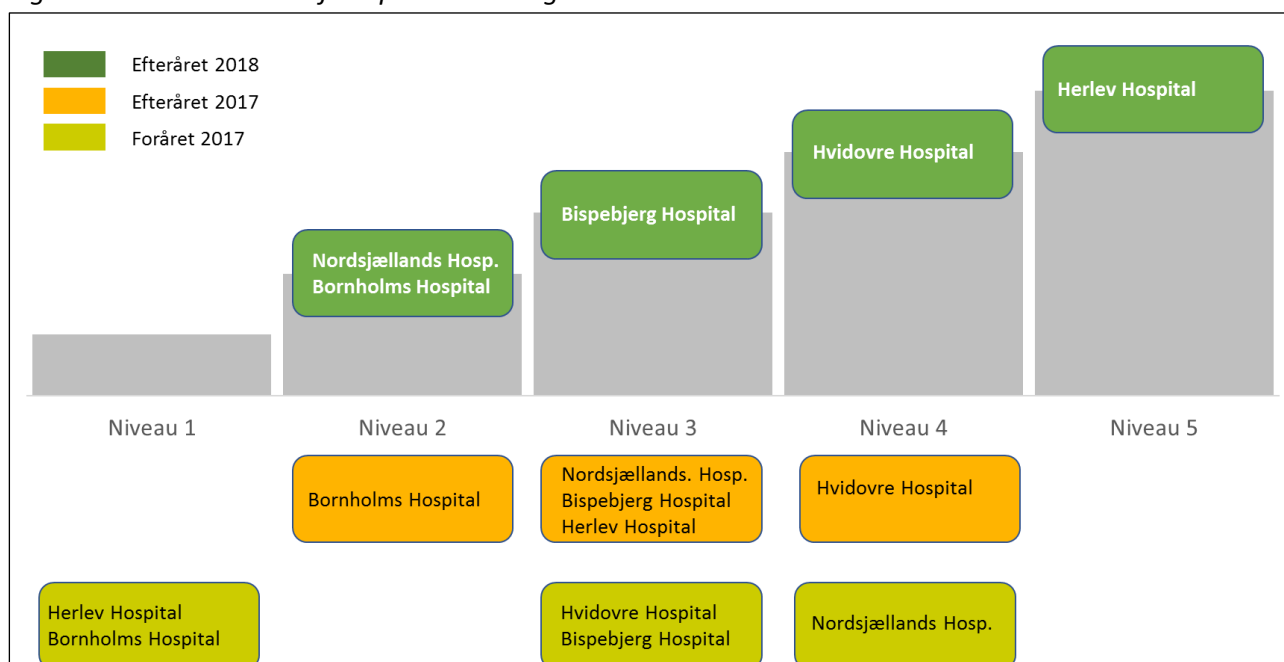 Efteråret 2018
Efteråret 2017
Foråret 2017
Herlev Hospital
Hvidovre Hospital
Bispebjerg Hospital
Nordsjællands Hosp.
Bornholms Hospital
Niveau 1
Niveau 2
Niveau 3
Niveau 4
Niveau 5
Bornholms Hospital
Nordsjællands. Hosp.
Bispebjerg Hospital
Herlev Hospital
Hvidovre Hospital
Herlev Hospital
Bornholms Hospital
Hvidovre Hospital
Bispebjerg Hospital
Nordsjællands Hosp.